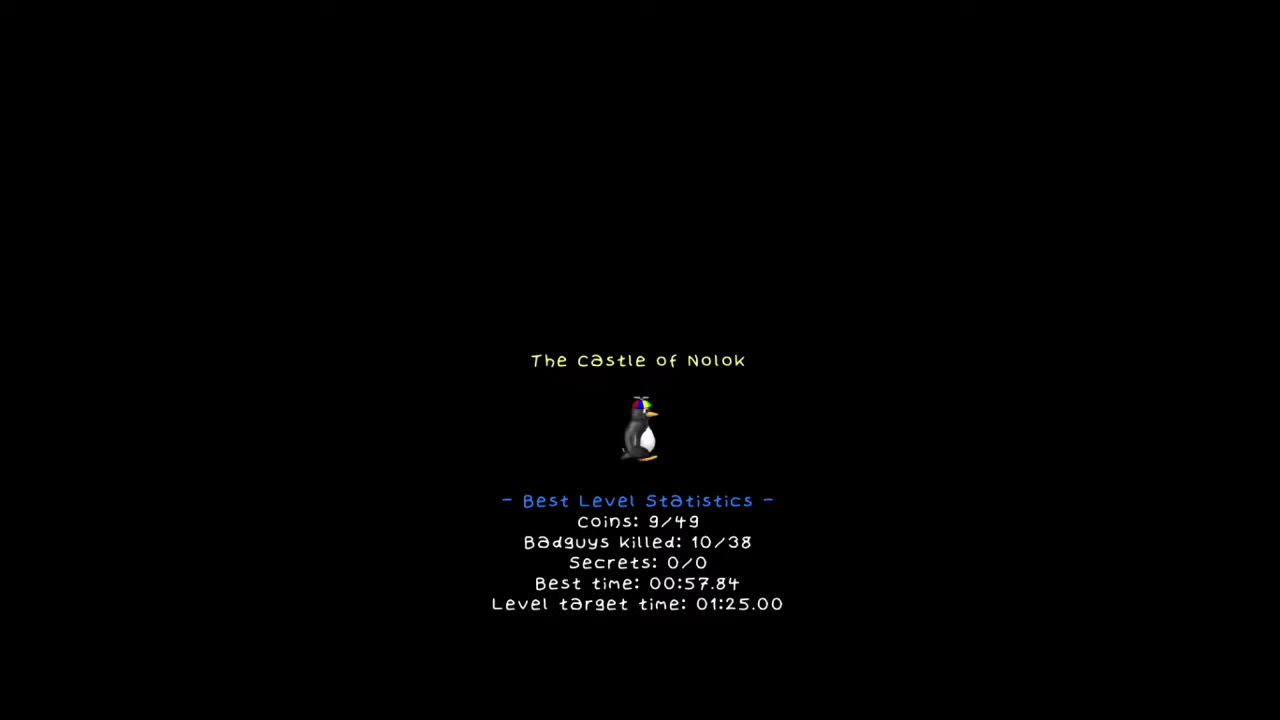 The Castle of Nolok
- Best Level Statistics -
Coins: 9/49
Badguys killed: 10/38
Secrets: 0/0
Best time: 00:57.84
Level target time: 01:25.00